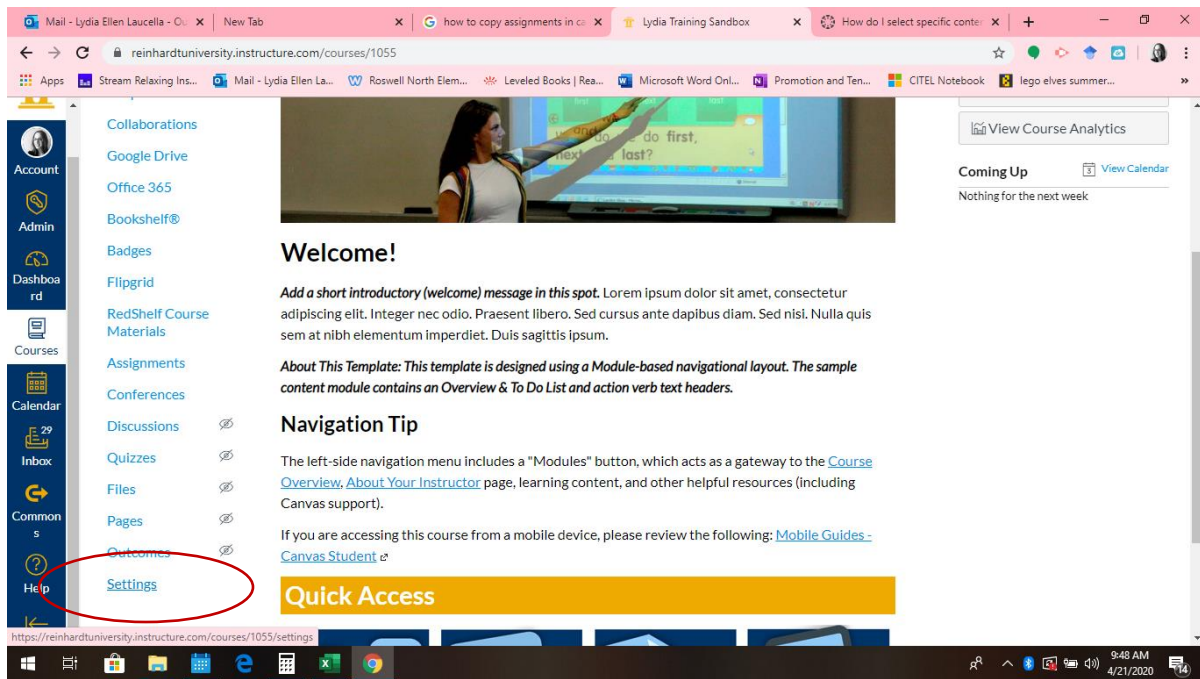 Mail - Lydia Ellen Laucella - Ou
New Tab
how to copy assignments in ca
Lydia Training Sandbox
How do I select specific conter
reinhardtuniversity.instructure.com/courses/1055
Apps
Stream Relaxing Ins...
Mail - Lydia Ellen La...
Roswell North Elem...
Leveled Books | Rea...
Microsoft Word Onl...
Promotion and Ten...
CITEL Notebook
lego elves summer...
»
Account
Admin
Dashboa
rd
Courses
Calendar
29
Inbox
Common
s
Help
Collaborations
Google Drive
Office 365
Bookshelf®
Badges
Flipgrid
RedShelf Course
Materials
Assignments
Conferences
Discussions
Quizzes
Files
Pages
Outcomes
Settings
do first,
last?
Welcome!
Add a short introductory (welcome) message in this spot. Lorem ipsum dolor sit amet, consectetur
adipiscing elit. Integer nec odio. Praesent libero. Sed cursus ante dapibus diam. Sed nisi. Nulla quis
sem at nibh elementum imperdiet. Duis sagittis ipsum.
About This Template: This template is designed using a Module-based navigational layout. The sample
content module contains an Overview & To Do List and action verb text headers.
Navigation Tip
The left-side navigation menu includes a "Modules" button, which acts as a gateway to the Course
Overview, About Your Instructor page, learning content, and other helpful resources (including
Canvas support).
If you are accessing this course from a mobile device, please review the following: Mobile Guides -
Canvas Student
Quick Access
View Course Analytics
Coming Up
View Calendar
Nothing for the next week
https://reinhardtuniversity.instructure.com/courses/1055/settings
9:48 AM
4/21/2020
14